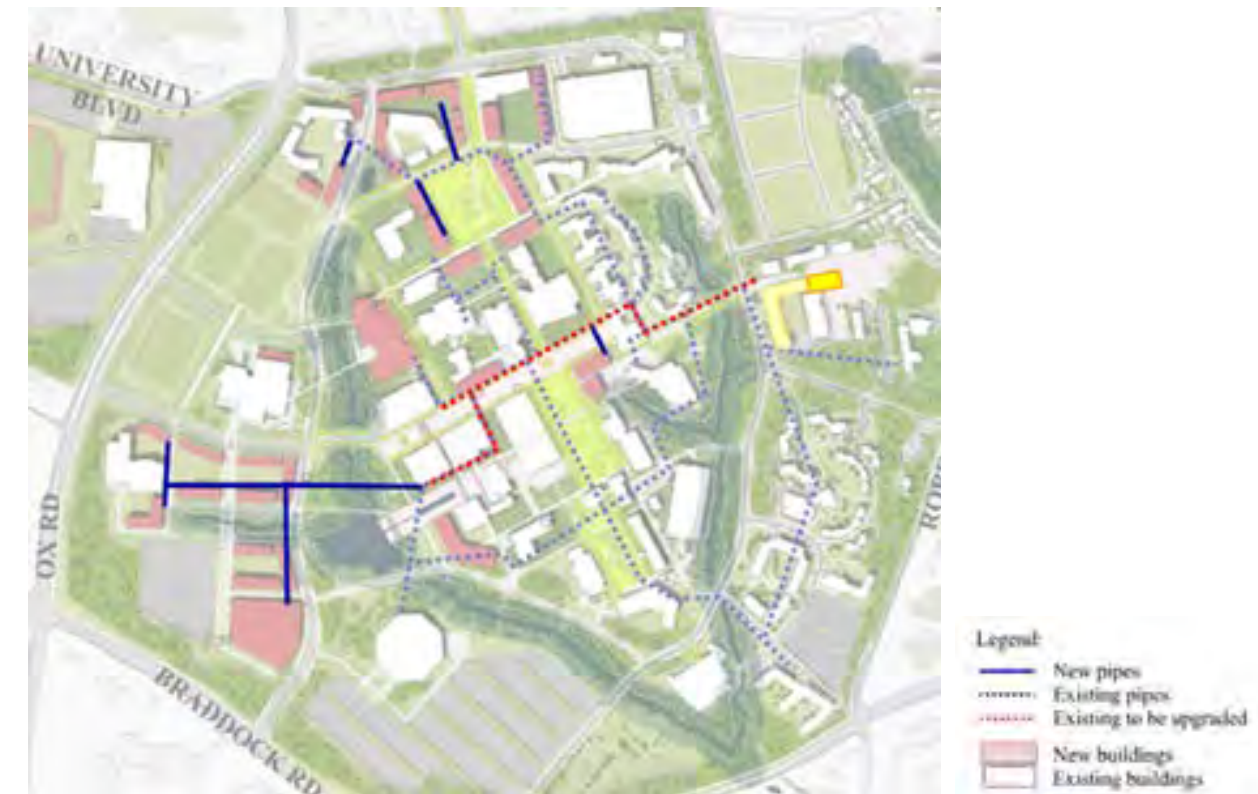 UNIVERSITY
BLVD
OX RD
BRADDOCK RD
Legend:
New pipes
Existing pipes
Existing to be upgraded
New buildings
Existing buildings